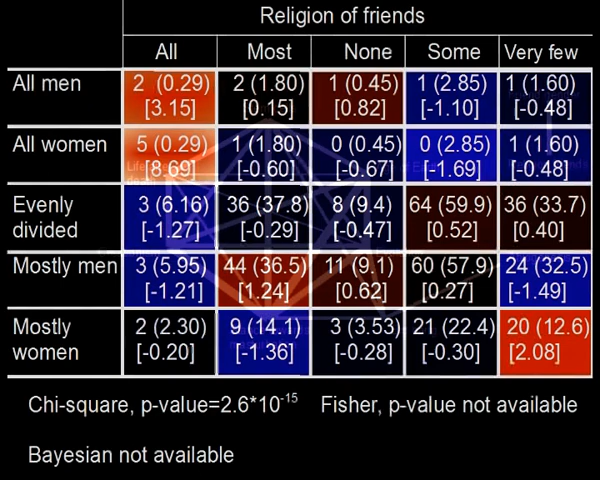 Religion of friends
All Most None Some Very few
All men 2 (0.29) 2 (1.80) 1 (0.45) 1 (2.85) 1 (1.60)
[3.15] [0.15] [0.82] [-1.10] [-0.48]
All women 5 (0.29) 1 (1.80) 0 (0.45) 0 (2.85) 1 (1.60)
[8.69] [-0.60] [-0.67] [-1.69] [-0.48]
Evenly 3 (6.16) 36 (37.8) 8 (9.4) 64 (59.9) 36 (33.7)
divided [-1.27] [-0.29] [-0.47] [0.52] [0.40]
Mostly men 3 (5.95) 44 (36.5) 11 (9.1) 60 (57.9) 24 (32.5)
[-1.21] [1.24] [0.62] [0.27] [-1.49]
Mostly 2 (2.30) 9 (14.1) 3 (3.53) 21 (22.4) 20 (12.6)
women [-0.20] [-1.36] [-0.28] [-0.30] [2.08]
Chi-square, p-value=2.6*10-15 Fisher, p-value not available
Bayesian not available